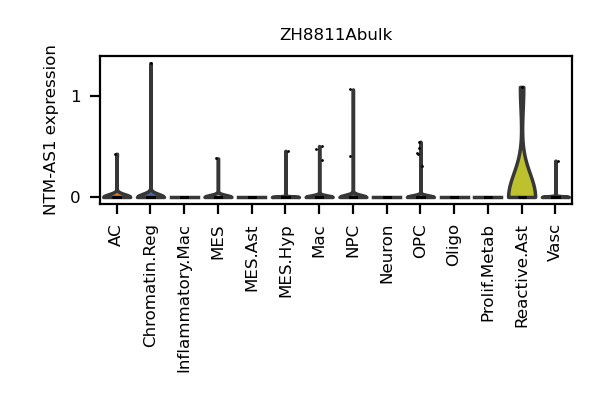 ZH8811Abulk
NTM-AS1 expression
1
0
AC
Chromatin.Reg
Inflammatory.Mac
MES
MES.Ast
MES.Hyp
Mac
NPC
Neuron
OPC
Oligo
Prolif.Metab
Reactive.Ast
Vasc